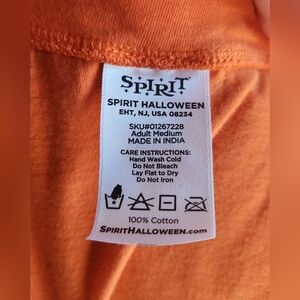 SPIRIT
SPIRIT HALLOWEEN
EHT, NJ, USA 08234
SKU#01267228
Adult Medium
MADE IN INDIA
CARE INSTRUCTIONS:
Hand Wash Cold
Do Not Bleach
Lay Flat to Dry
Do Not Iron
100% Cotton
SPIRITHALLOWEEN.com